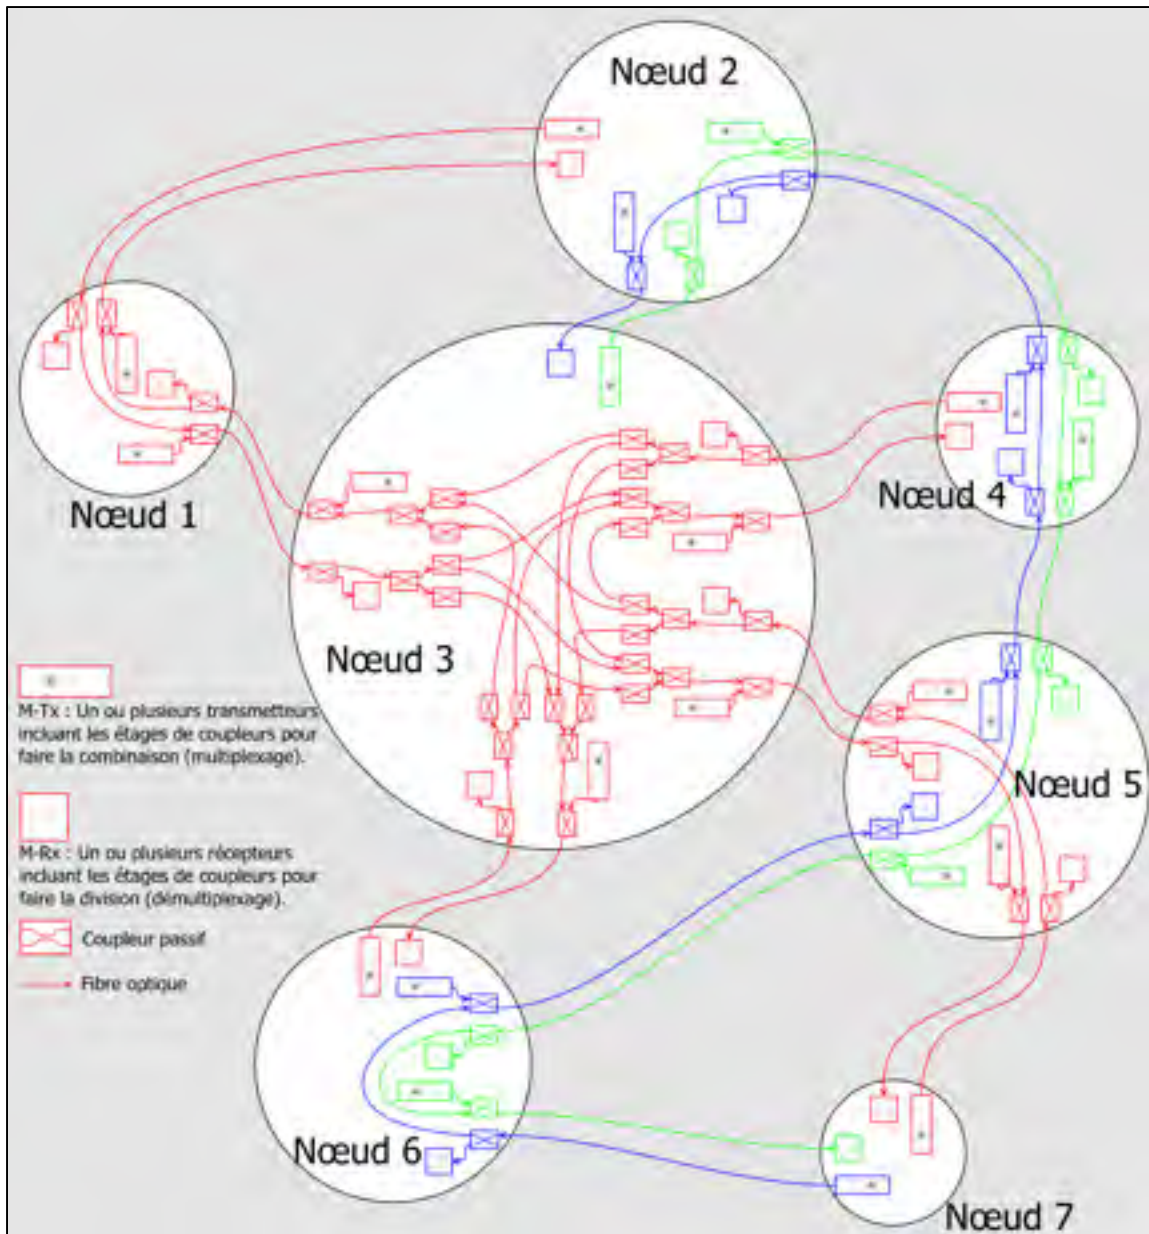 Nœud 2
Nœud 1
Nœud 4
Nœud 3
M-Tx : Un ou plusieurs transmetteurs
incluant les étages de coupleurs pour
faire la combinaison (multiplexage).
Nœud 5
M-Rx : Un ou plusieurs récepteurs
incluant les étages de coupleurs pour
faire la division (démultiplexage).
Coupleur passif
Fibre optique
Nœud 6
Nœud 7